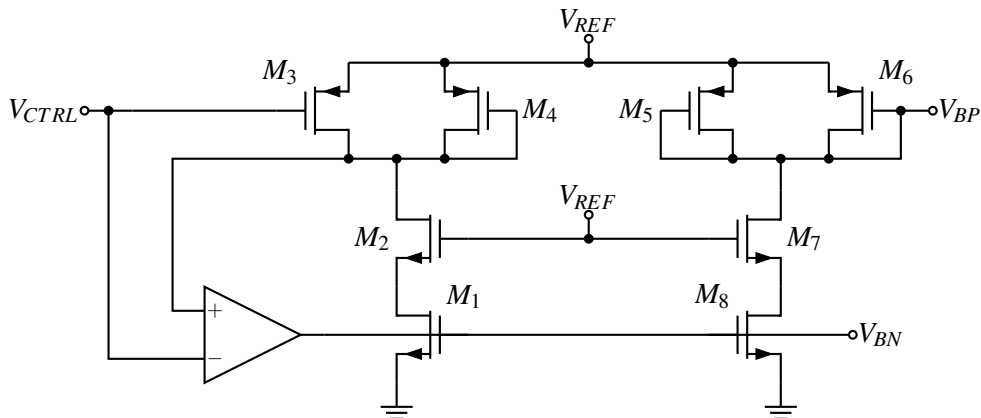 V_REF
M_3
M_6
V_CTRL
M_4
M_5
V_BP
V_REF
M_2
M_7
M_1
M_8
+
−
V_BN